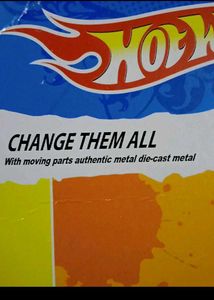 HOT W
CHANGE THEM ALL
With moving parts authentic metal die-cast metal